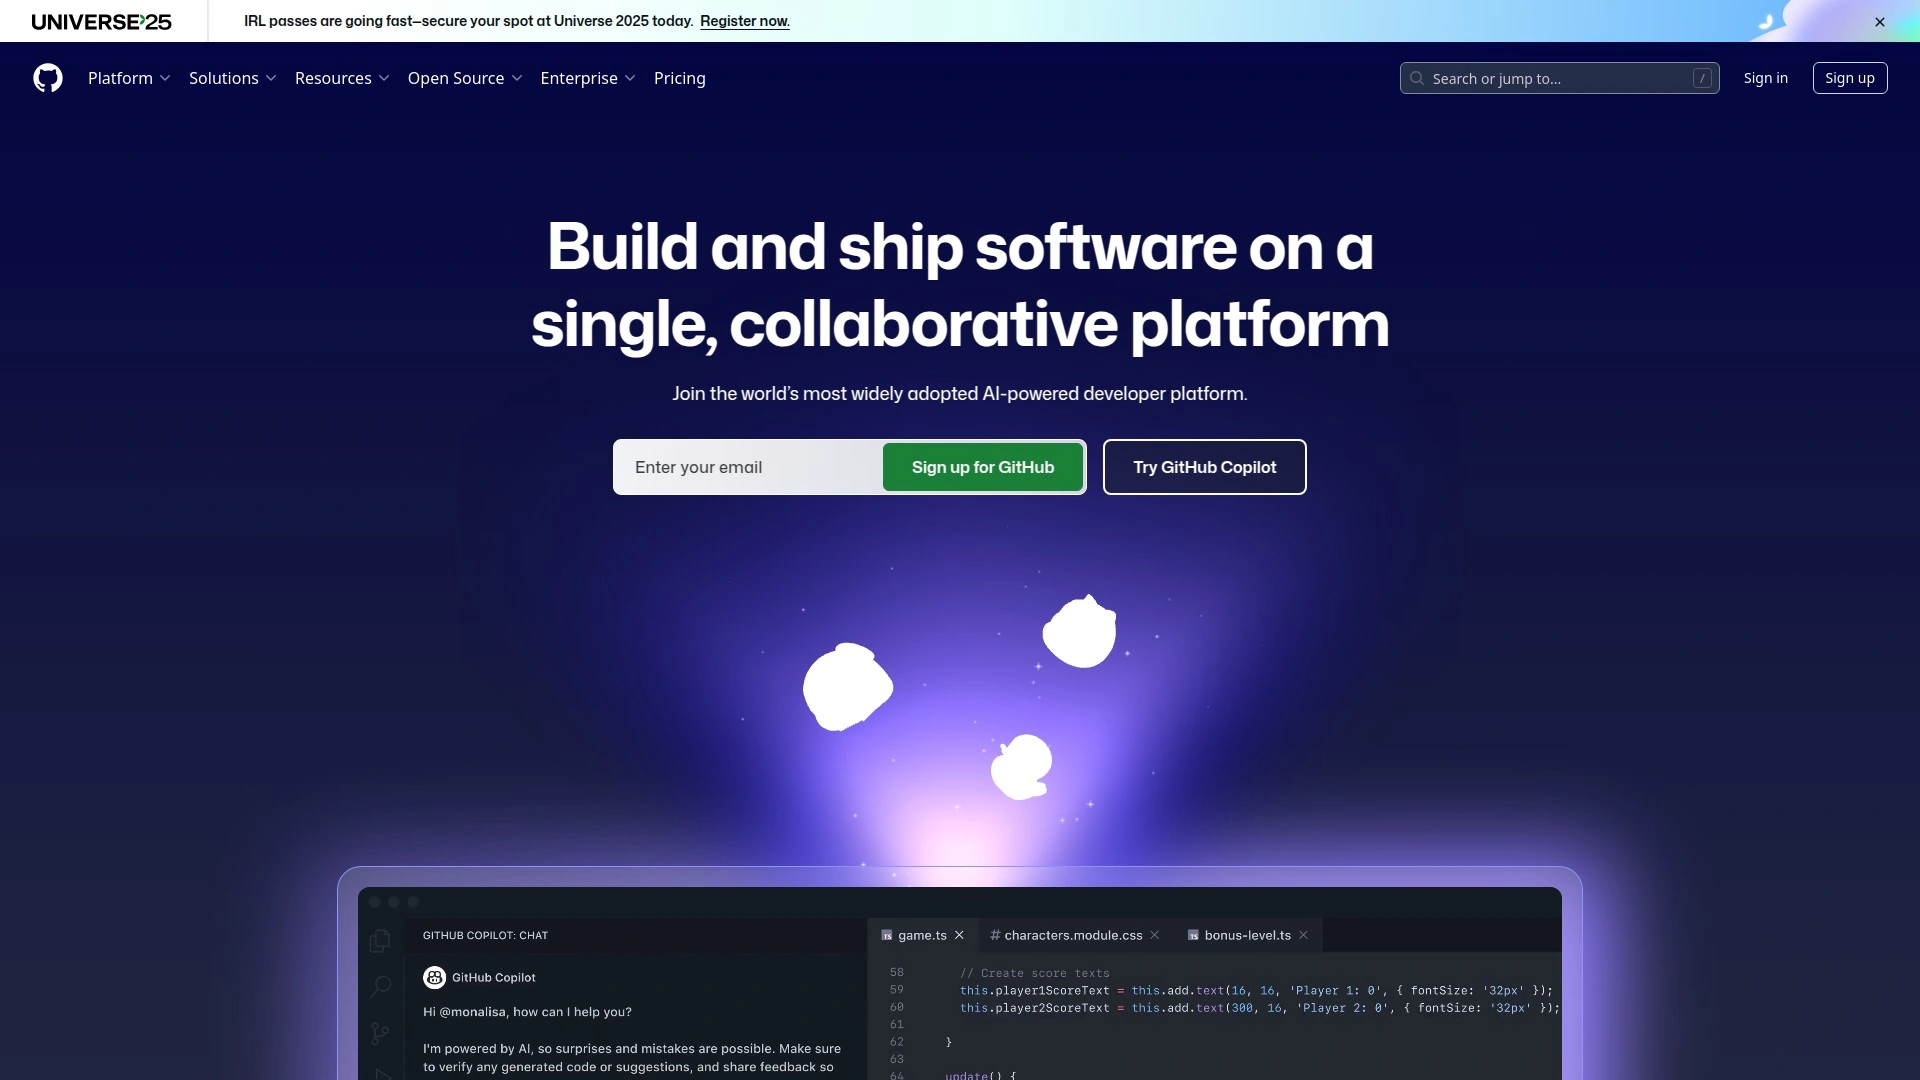 UNIVERSE'25
IRL passes are going fast—secure your spot at Universe 2025 today. Register now.
Platform
Solutions
Resources
Open Source
Enterprise
Pricing
Search or jump to...
/
Sign in
Sign up
Build and ship software on a
single, collaborative platform
Join the world’s most widely adopted AI-powered developer platform.
Enter your email
Sign up for GitHub
Try GitHub Copilot
GITHUB COPILOT: CHAT
GitHub Copilot
Hi @monalisa, how can I help you?
I'm powered by AI, so surprises and mistakes are possible. Make sure
to verify any generated code or suggestions, and share feedback so
TS game.ts
# characters.module.css
TS bonus-level.ts
58 // Create score texts
59 this.player1ScoreText = this.add.text(16, 16, 'Player 1: 0', { fontSize: '32px' });
60 this.player2ScoreText = this.add.text(300, 16, 'Player 2: 0', { fontSize: '32px' });
61
62 }
63
64 update() {